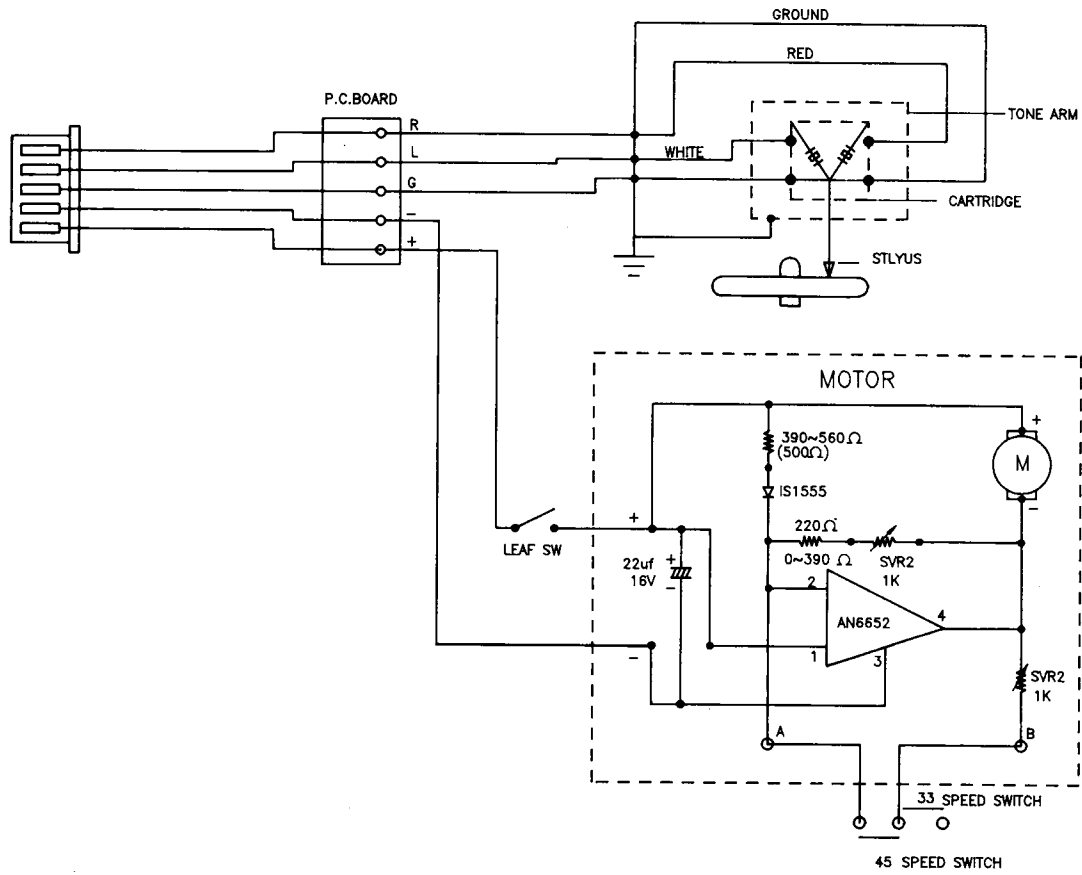 GROUND
RED
P.C.BOARD
R
TONE ARM
L
WHITE
G
CARTRIDGE
−
+
STLYUS
MOTOR
390~560Ω
(500Ω)
+
M
−
IS1555
+
220Ω
LEAF SW
0~390 Ω
SVR2
1K
22uf
16V
+
−
2
AN6652
4
1
3
−
SVR2
1K
A
B
33 SPEED SWITCH
45 SPEED SWITCH